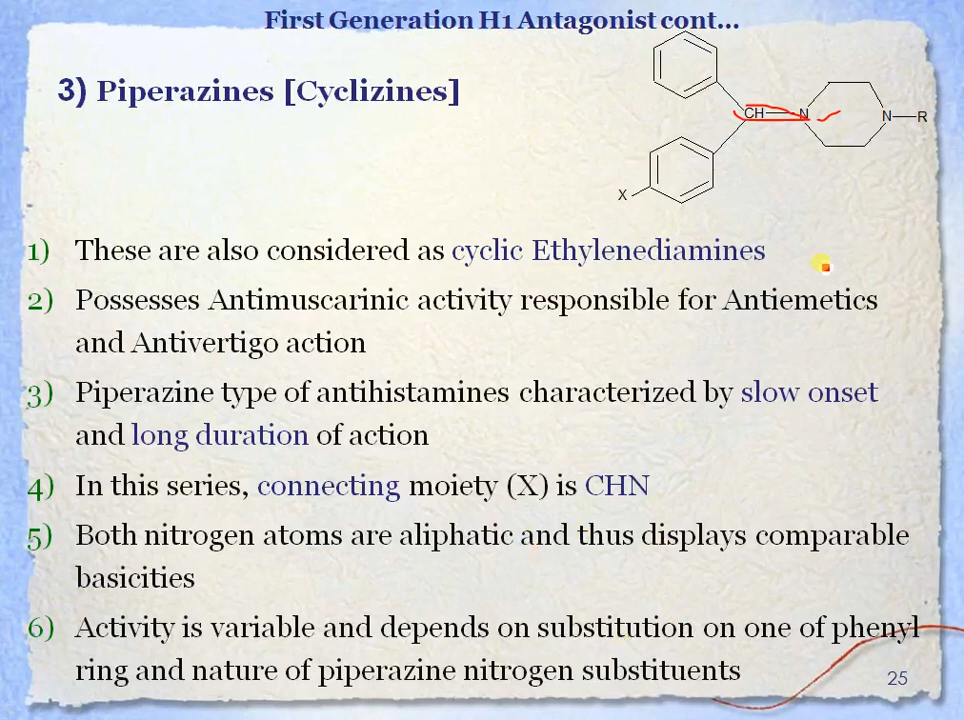 First Generation H1 Antagonist cont...
3) Piperazines [Cyclizines]
CH
N
N
R
X
1) These are also considered as cyclic Ethylenediamines
2) Possesses Antimuscarinic activity responsible for Antiemetics
and Antivertigo action
3) Piperazine type of antihistamines characterized by slow onset
and long duration of action
4) In this series, connecting moiety (X) is CHN
5) Both nitrogen atoms are aliphatic and thus displays comparable
basicities
6) Activity is variable and depends on substitution on one of phenyl
ring and nature of piperazine nitrogen substituents
25